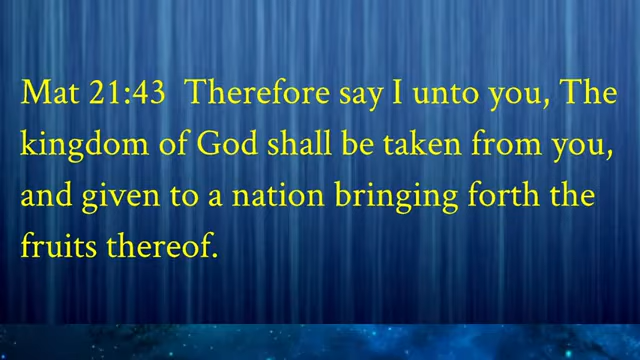 Mat 21:43  Therefore say I unto you, The
kingdom of God shall be taken from you,
and given to a nation bringing forth the
fruits thereof.